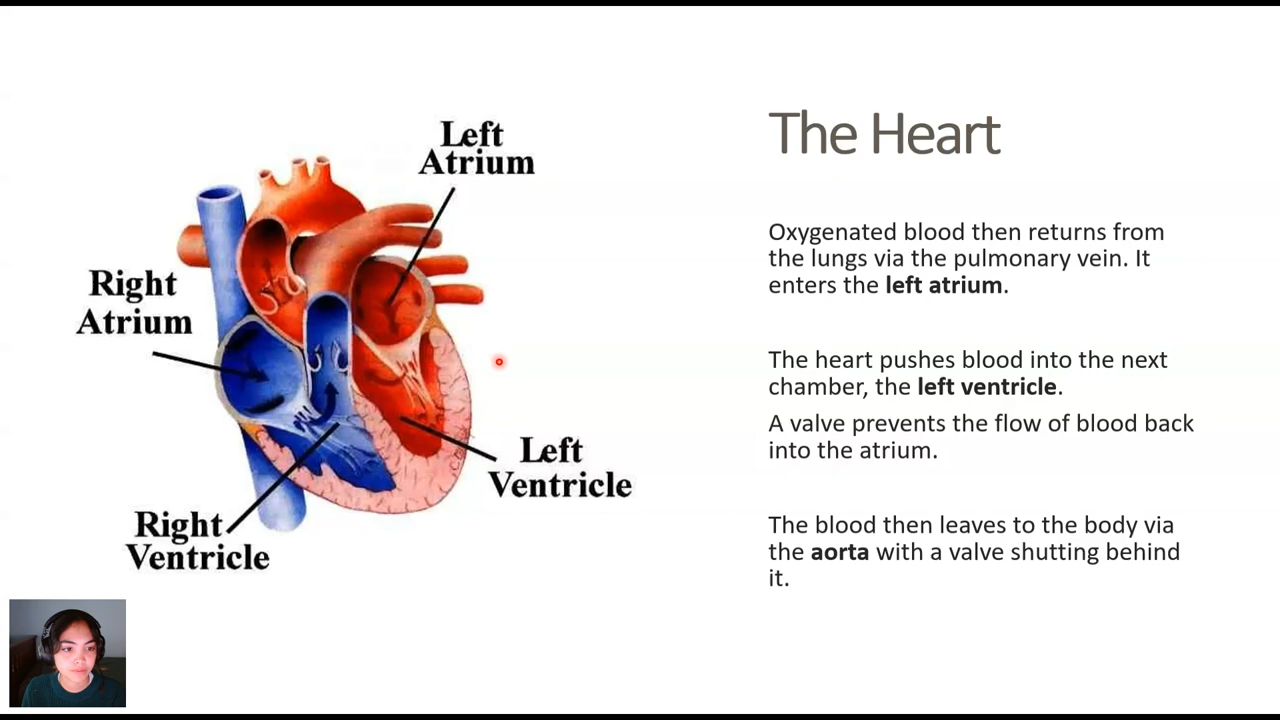 Left
Atrium
Right
Atrium
Left
Ventricle
Right
Ventricle
The Heart
Oxygenated blood then returns from
the lungs via the pulmonary vein. It
enters the left atrium.
The heart pushes blood into the next
chamber, the left ventricle.
A valve prevents the flow of blood back
into the atrium.
The blood then leaves to the body via
the aorta with a valve shutting behind
it.